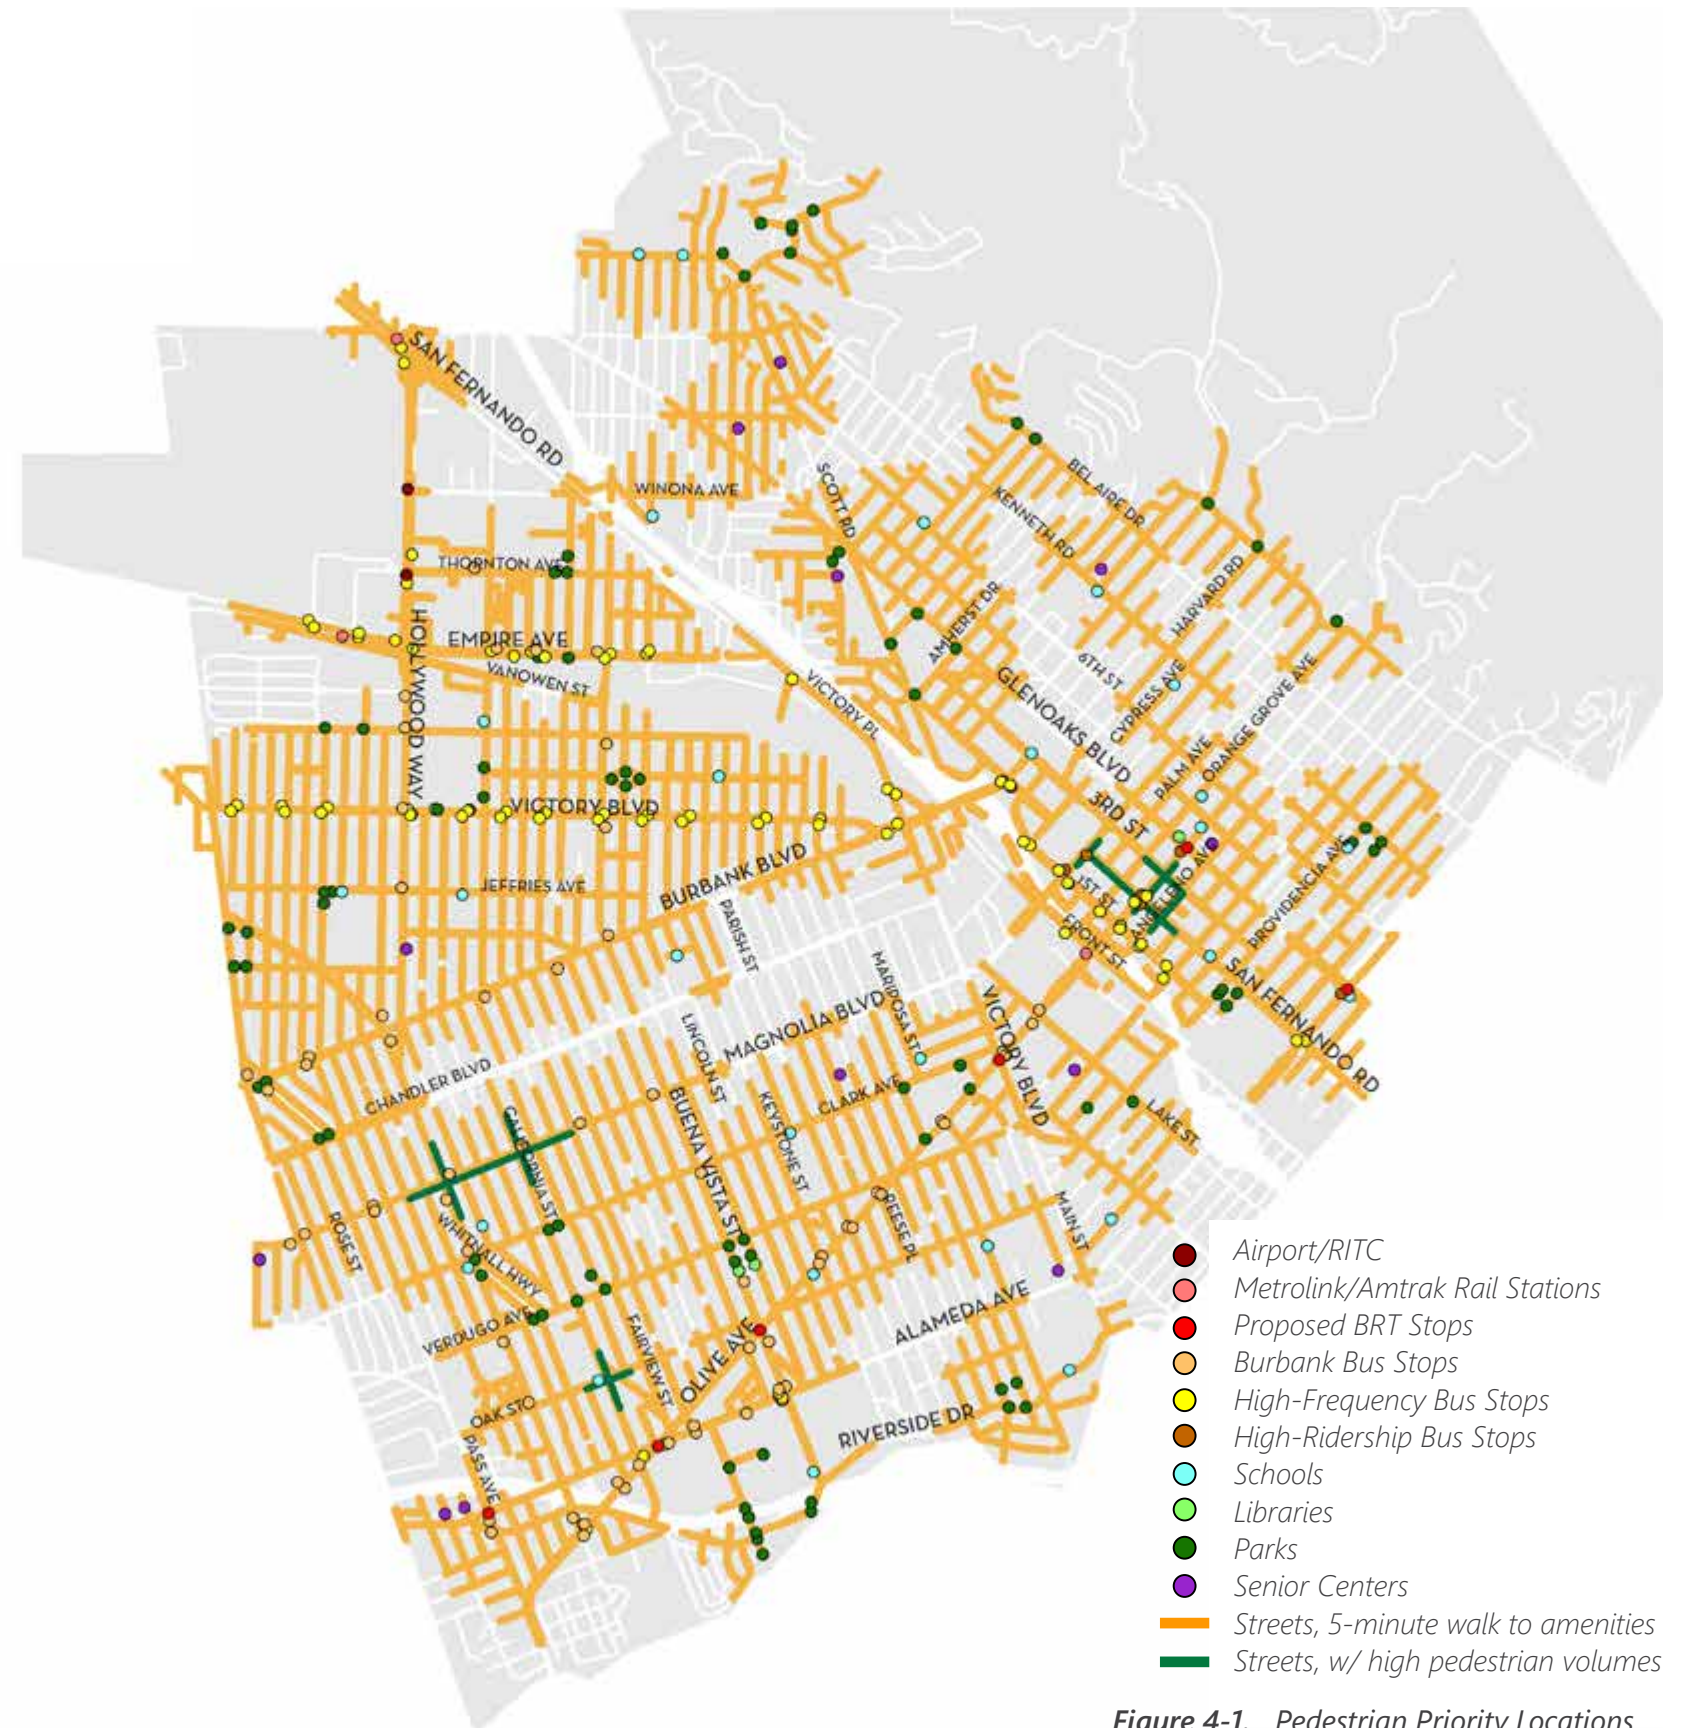 SAN FERNANDO RD
WINONA AVE
SCOTT RD
BEL AIRE DR
KENNETH RD
THORNTON AVE
HARVARD RD
AMHERST DR
HOLLYWOOD WAY
EMPIRE AVE
VANOWEN ST
6TH ST
CYPRESS AVE
ORANGE GROVE AVE
VICTORY PL
GLENOAKS BLVD
PALM AVE
3RD ST
VICTORY BLVD
BURBANK BLVD
JEFFRIES AVE
1ST ST
ANGELENO AVE
PROVIDENCIA AVE
FRONT ST
PARISH ST
MARIPOSA ST
SAN FERNANDO RD
MAGNOLIA BLVD
VICTORY BLVD
LINCOLN ST
CHANDLER BLVD
CLARK AVE
KEYSTONE ST
BUENA VISTA ST
LAKE ST
CALIFORNIA ST
REESE PL
MAIN ST
ROSE ST
WHITNALL HWY
VERDUGO AVE
FAIRVIEW ST
OLIVE AVE
ALAMEDA AVE
OAK ST
RIVERSIDE DR
PASS AVE
Airport/RITC
Metrolink/Amtrak Rail Stations
Proposed BRT Stops
Burbank Bus Stops
High-Frequency Bus Stops
High-Ridership Bus Stops
Schools
Libraries
Parks
Senior Centers
Streets, 5-minute walk to amenities
Streets, w/ high pedestrian volumes
Figure 4-1. Pedestrian Priority Locations